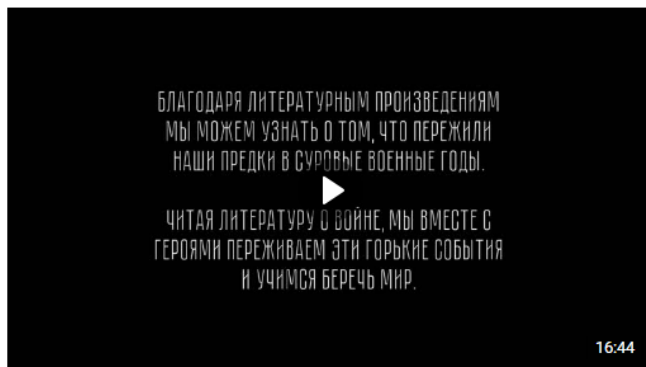 БЛАГОДАРЯ ЛИТЕРАТУРНЫМ ПРОИЗВЕДЕНИЯМ
МЫ МОЖЕМ УЗНАТЬ О ТОМ, ЧТО ПЕРЕЖИЛИ
НАШИ ПРЕДКИ В СУРОВЫЕ ВОЕННЫЕ ГОДЫ.
ЧИТАЯ ЛИТЕРАТУРУ О ВОЙНЕ, МЫ ВМЕСТЕ С
ГЕРОЯМИ ПЕРЕЖИВАЕМ ЭТИ ГОРЬКИЕ СОБЫТИЯ
И УЧИМСЯ БЕРЕЧЬ МИР.
16:44